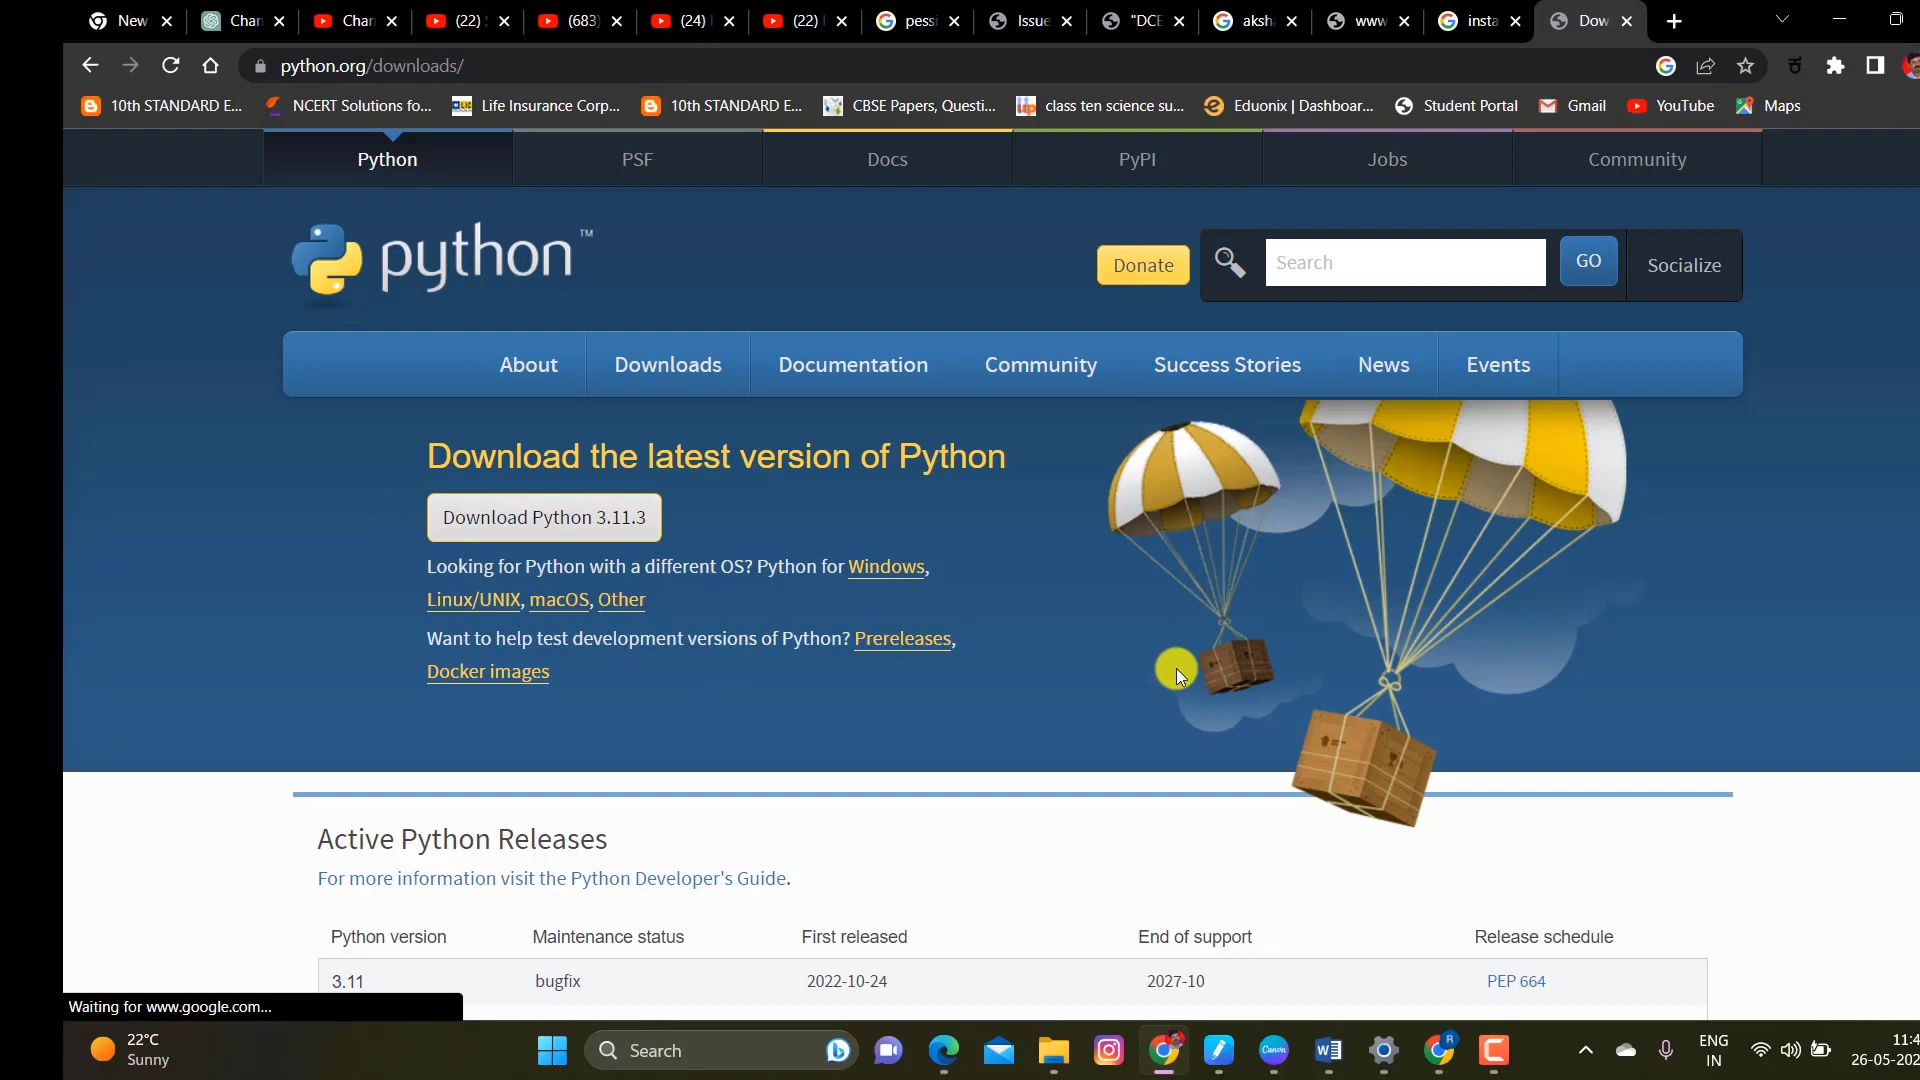 New
Chan
Chan
(22)
(683)
(24)
(22)
pessi
Issue
"DCE
aksh
www
insta
Dow
python.org/downloads/
10th STANDARD E...
NCERT Solutions fo...
Life Insurance Corp...
10th STANDARD E...
CBSE Papers, Questi...
class ten science su...
Eduonix | Dashboar...
Student Portal
Gmail
YouTube
Maps
Python
PSF
Docs
PyPI
Jobs
Community
python™
Donate
Search
GO
Socialize
About
Downloads
Documentation
Community
Success Stories
News
Events
Download the latest version of Python
Download Python 3.11.3
Looking for Python with a different OS? Python for Windows,
Linux/UNIX, macOS, Other
Want to help test development versions of Python? Prereleases,
Docker images
Active Python Releases
For more information visit the Python Developer's Guide.
Python version Maintenance status First released End of support Release schedule
3.11 bugfix 2022-10-24 2027-10 PEP 664
Waiting for www.google.com...
22°C
Sunny
Search
Canva
R
ENG
IN
11:4
26-05-202